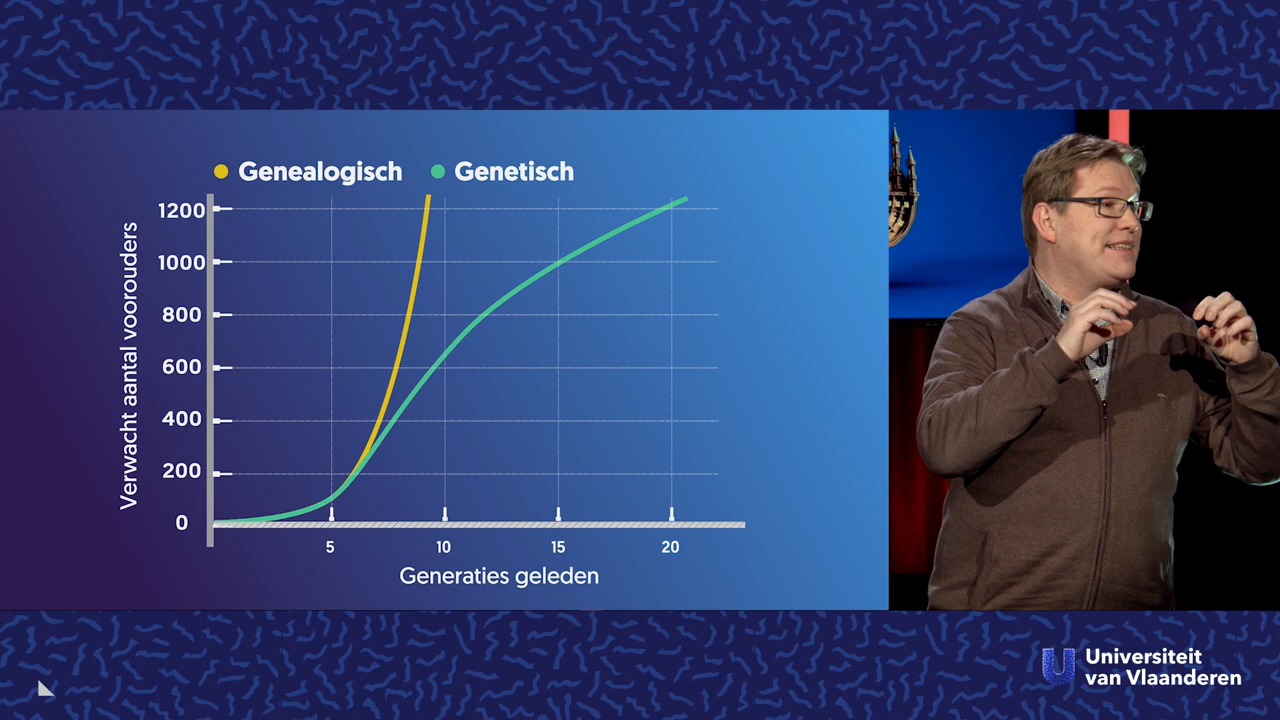 Genealogisch
Genetisch
Verwacht aantal voorouders
1200
1000
800
600
400
200
0
5
10
15
20
Generaties geleden
Universiteit
van Vlaanderen